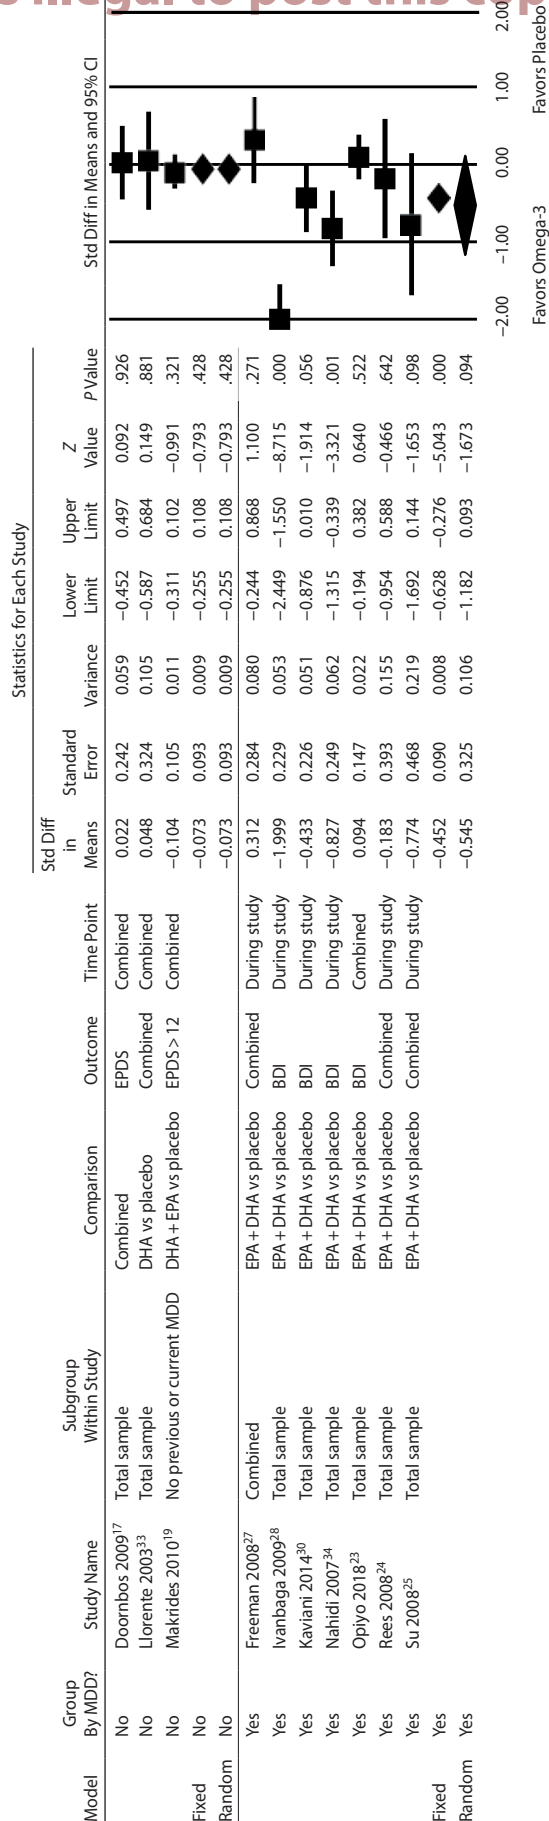 Statistics for Each Study
Model Group By MDD? Study Name Subgroup Within Study Comparison Outcome Time Point Std Diff in Means Standard Error Variance Lower Limit Upper Limit Z Value P Value Std Diff in Means and 95% CI
No Doornbos 2009¹⁷ Total sample Combined EPDS Combined 0.022 0.242 0.059 −0.452 0.497 0.092 .926
No Llorente 2003³³ Total sample DHA vs placebo Combined Combined 0.048 0.324 0.105 −0.587 0.684 0.149 .881
No Makrides 2010¹⁹ No previous or current MDD DHA + EPA vs placebo EPDS > 12 Combined −0.104 0.105 0.011 −0.311 0.102 −0.991 .321
Fixed No −0.073 0.093 0.009 −0.255 0.108 −0.793 .428
Random No −0.073 0.093 0.009 −0.255 0.108 −0.793 .428
Yes Freeman 2008²⁷ Combined EPA + DHA vs placebo Combined During study 0.312 0.284 0.080 −0.244 0.868 1.100 .271
Yes Ivanbaga 2009²⁸ Total sample EPA + DHA vs placebo BDI During study −1.999 0.229 0.053 −2.449 −1.550 −8.715 .000
Yes Kaviani 2014³⁰ Total sample EPA + DHA vs placebo BDI During study −0.433 0.226 0.051 −0.876 0.010 −1.914 .056
Yes Nahidi 2007³⁴ Total sample EPA + DHA vs placebo BDI During study −0.827 0.249 0.062 −1.315 −0.339 −3.321 .001
Yes Opiyo 2018²³ Total sample EPA + DHA vs placebo BDI Combined 0.094 0.147 0.022 −0.194 0.382 0.640 .522
Yes Rees 2008²⁴ Total sample EPA + DHA vs placebo Combined During study −0.183 0.393 0.155 −0.954 0.588 −0.466 .642
Yes Su 2008²⁵ Total sample EPA + DHA vs placebo Combined During study −0.774 0.468 0.219 −1.692 0.144 −1.653 .098
Fixed Yes −0.452 0.090 0.008 −0.628 −0.276 −5.043 .000
Random Yes −0.545 0.325 0.106 −1.182 0.093 −1.673 .094
−2.00 −1.00 0.00 1.00 2.00
Favors Omega-3 Favors Placebo
to post this